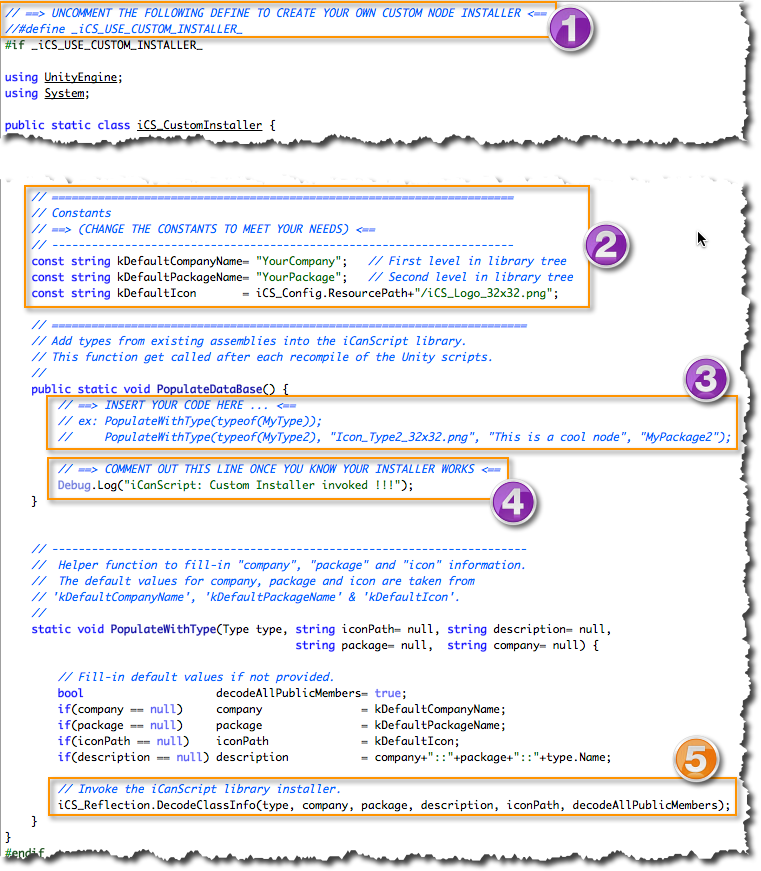 // ==> UNCOMMENT THE FOLLOWING DEFINE TO CREATE YOUR OWN CUSTOM NODE INSTALLER <==
//#define _iCS_USE_CUSTOM_INSTALLER_
1
#if _iCS_USE_CUSTOM_INSTALLER_
using UnityEngine;
using System;
public static class iCS_CustomInstaller {
// ======================================================================
// Constants
// ==> (CHANGE THE CONSTANTS TO MEET YOUR NEEDS) <==
// ----------------------------------------------------------------------
2
const string kDefaultCompanyName= "YourCompany";   // First level in library tree
const string kDefaultPackageName= "YourPackage";   // Second level in library tree
const string kDefaultIcon       = iCS_Config.ResourcePath+"/iCS_Logo_32x32.png";
// ========================================================================
// Add types from existing assemblies into the iCanScript library.
// This function get called after each recompile of the Unity scripts.
//
public static void PopulateDataBase() {
3
// ==> INSERT YOUR CODE HERE ... <==
// ex: PopulateWithType(typeof(MyType));
//     PopulateWithType(typeof(MyType2), "Icon_Type2_32x32.png", "This is a cool node", "MyPackage2");
// ==> COMMENT OUT THIS LINE ONCE YOU KNOW YOUR INSTALLER WORKS <==
Debug.Log("iCanScript: Custom Installer invoked !!!");
4
}
// ------------------------------------------------------------------------
//  Helper function to fill-in "company", "package" and "icon" information.
//  The default values for company, package and icon are taken from
// 'kDefaultCompanyName', 'kDefaultPackageName' & 'kDefaultIcon'.
//
static void PopulateWithType(Type type, string iconPath= null, string description= null,
string package= null,  string company= null) {
// Fill-in default values if not provided.
bool                    decodeAllPublicMembers= true;
if(company == null)     company               = kDefaultCompanyName;
if(package == null)     package               = kDefaultPackageName;
if(iconPath == null)    iconPath              = kDefaultIcon;
if(description == null) description           = company+"::"+package+"::"+type.Name;
5
// Invoke the iCanScript library installer.
iCS_Reflection.DecodeClassInfo(type, company, package, description, iconPath, decodeAllPublicMembers);
}
}
#endif